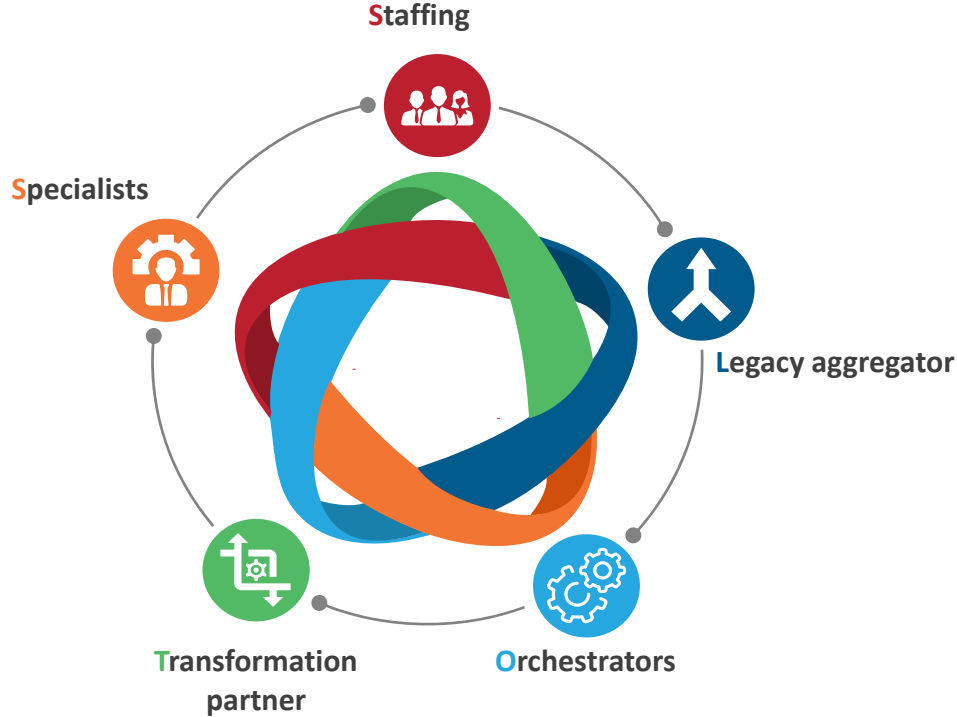 Staffing
Specialists
Legacy aggregator
Transformation
partner
Orchestrators